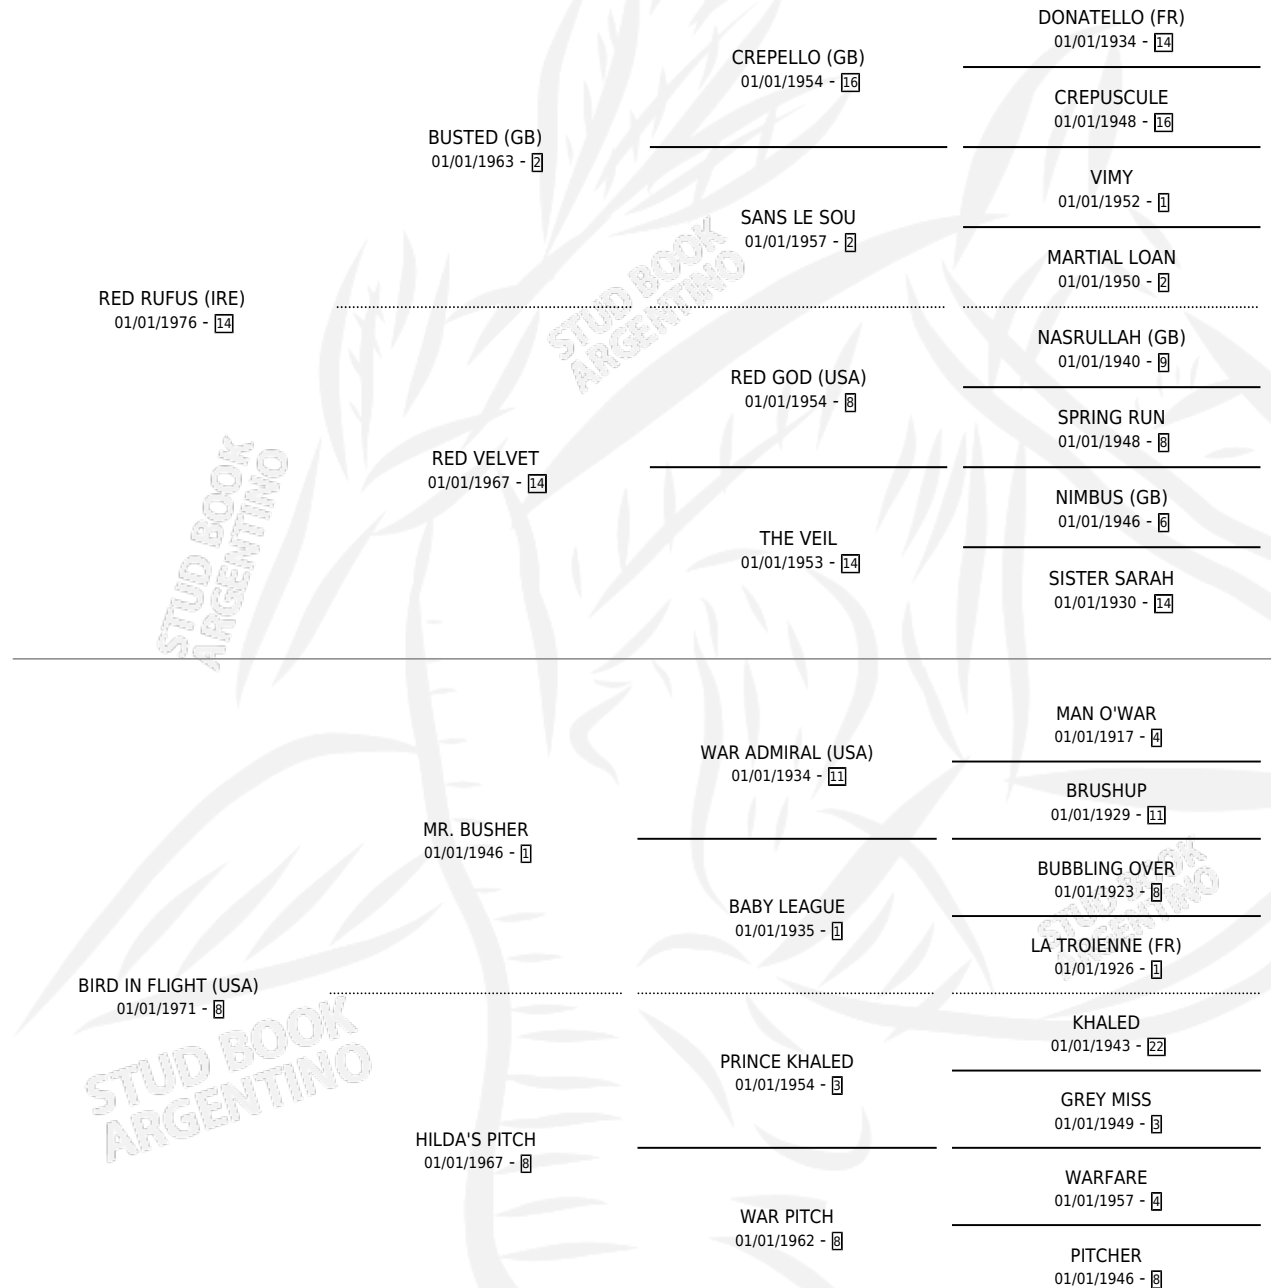 DONATELLO (FR)
01/01/1934 - 14
CREPELLO (GB)
01/01/1954 - 16
CREPUSCULE
01/01/1948 - 16
BUSTED (GB)
01/01/1963 - 2
VIMY
01/01/1952 - 1
SANS LE SOU
01/01/1957 - 2
MARTIAL LOAN
01/01/1950 - 2
RED RUFUS (IRE)
01/01/1976 - 14
STUD BOOK
ARGENTINO
NASRULLAH (GB)
01/01/1940 - 9
RED GOD (USA)
01/01/1954 - 8
SPRING RUN
01/01/1948 - 8
RED VELVET
01/01/1967 - 14
NIMBUS (GB)
01/01/1946 - 6
THE VEIL
01/01/1953 - 14
SISTER SARAH
01/01/1930 - 14
STUD BOOK
ARGENTINO
MAN O'WAR
01/01/1917 - 4
WAR ADMIRAL (USA)
01/01/1934 - 11
BRUSHUP
01/01/1929 - 11
MR. BUSHER
01/01/1946 - 1
BUBBLING OVER
01/01/1923 - 8
BABY LEAGUE
01/01/1935 - 1
LA TROIENNE (FR)
01/01/1926 - 1
STUD BOOK
ARGENTINO
BIRD IN FLIGHT (USA)
01/01/1971 - 8
STUD BOOK
ARGENTINO
KHALED
01/01/1943 - 22
PRINCE KHALED
01/01/1954 - 3
GREY MISS
01/01/1949 - 3
HILDA'S PITCH
01/01/1967 - 8
WARFARE
01/01/1957 - 4
WAR PITCH
01/01/1962 - 8
PITCHER
01/01/1946 - 8